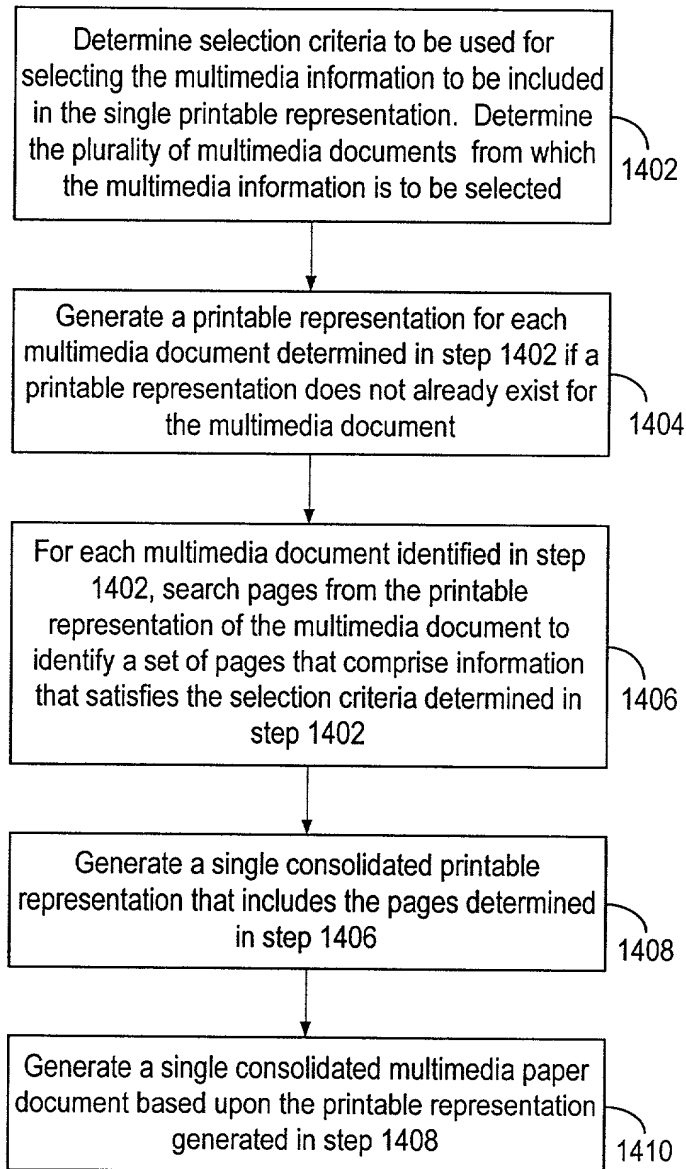 Determine selection criteria to be used for
selecting the multimedia information to be included
in the single printable representation. Determine
the plurality of multimedia documents from which
the multimedia information is to be selected
1402
Generate a printable representation for each
multimedia document determined in step 1402 if a
printable representation does not already exist for
the multimedia document
1404
For each multimedia document identified in step
1402, search pages from the printable
representation of the multimedia document to
identify a set of pages that comprise information
that satisfies the selection criteria determined in
step 1402
1406
Generate a single consolidated printable
representation that includes the pages determined
in step 1406
1408
Generate a single consolidated multimedia paper
document based upon the printable representation
generated in step 1408
1410